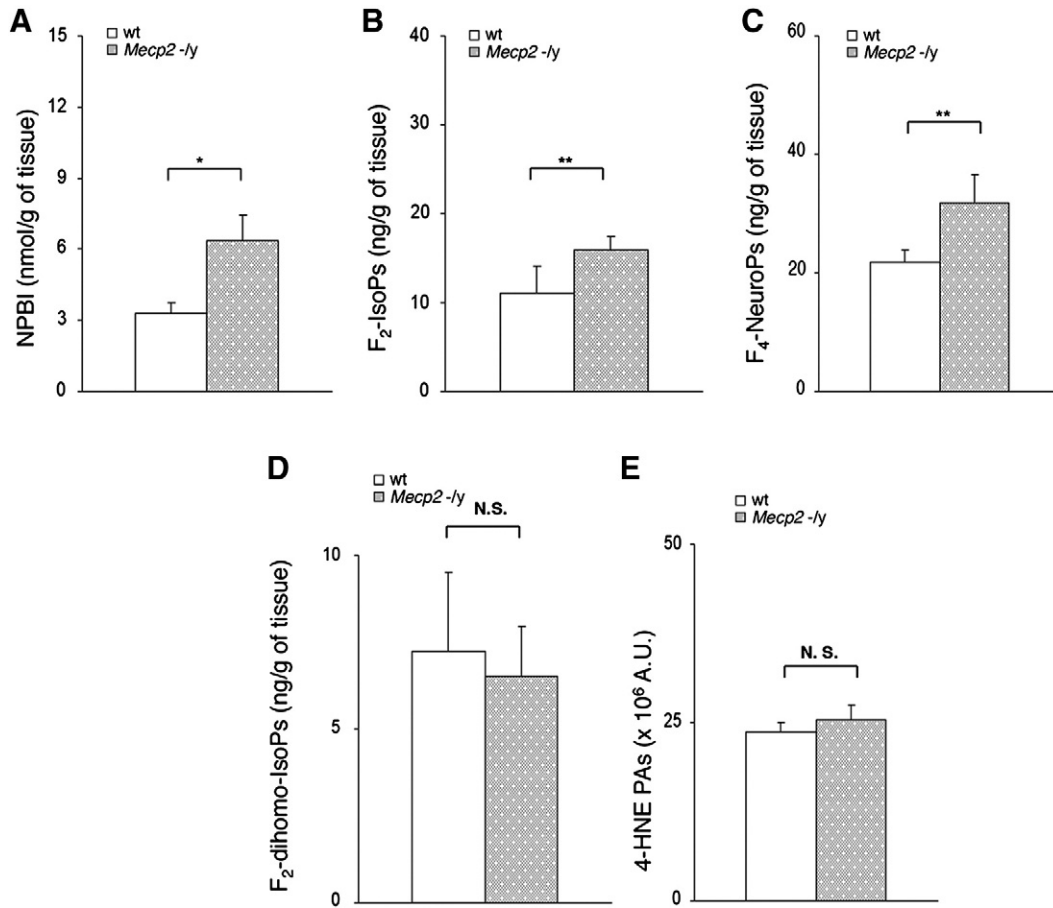 A
wt
Mecp2 -/y
NPBI (nmol/g of tissue)
15
12
9
6
3
0
*
B
wt
Mecp2 -/y
F₂-IsoPs (ng/g of tissue)
40
30
20
10
0
**
C
wt
Mecp2 -/y
F₄-NeuroPs (ng/g of tissue)
60
40
20
0
**
D
wt
Mecp2 -/y
N.S.
F₂-dihomo-IsoPs (ng/g of tissue)
10
5
0
E
wt
Mecp2 -/y
4-HNE PAs (x 10⁶ A.U.)
50
25
0
N. S.